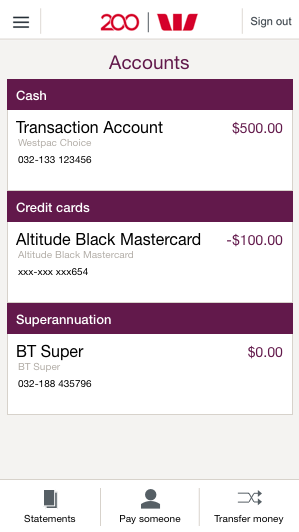 200
Sign out
Accounts
Cash
Transaction Account $500.00
Westpac Choice
032-133 123456
Credit cards
Altitude Black Mastercard -$100.00
Altitude Black Mastercard
xxx-xxx xxx654
Superannuation
BT Super $0.00
BT Super
032-188 435796
Statements
Pay someone
Transfer money